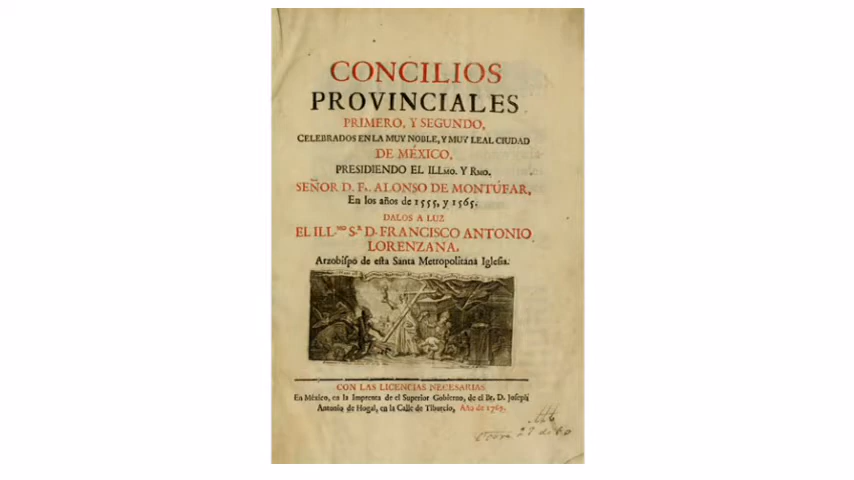 CONCILIOS
PROVINCIALES
PRIMERO, Y SEGUNDO,
CELEBRADOS EN LA MUY NOBLE, Y MUY LEAL CIUDAD
DE MÉXICO,
PRESIDIENDO EL ILLMO. Y RMO.
SEÑOR D. FR. ALONSO DE MONTÚFAR,
En los años de 1555, y 1565.
DALOS A LUZ
EL ILL.MO S.R D. FRANCISCO ANTONIO
LORENZANA,
Arzobiſpo de eſta Santa Metropolitana Igleſia.
CON LAS LICENCIAS NECESARIAS
En México, en la Imprenta de el Superior Gobierno, de el Br. D. Joſeph
Antonio de Hogal, en la Calle de Tiburcio, Año de 1769.